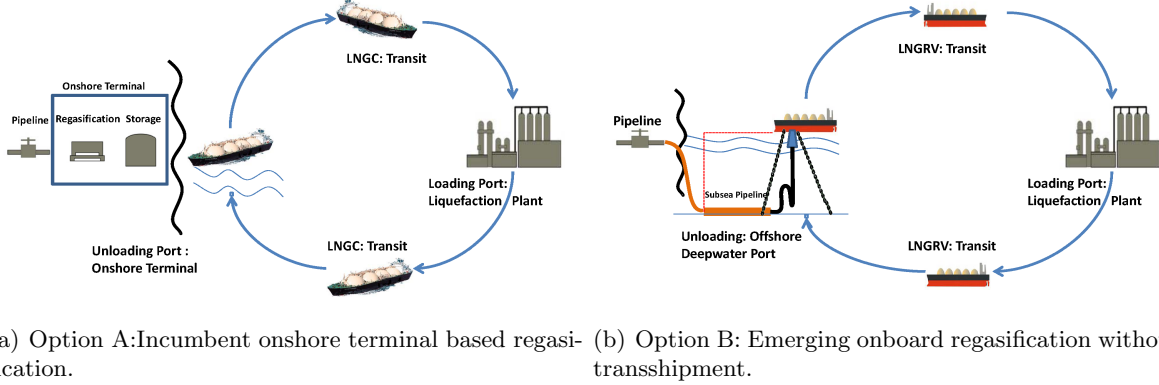 LNGC: Transit
Onshore Terminal
Pipeline
Regasification Storage
Loading Port:
Liquefaction Plant
Unloading Port :
Onshore Terminal
LNGC: Transit
a) Option A:Incumbent onshore terminal based regasi-
ication.
LNGRV: Transit
Pipeline
Subsea Pipeline
Loading Port:
Liquefaction Plant
Unloading: Offshore
Deepwater Port
LNGRV: Transit
(b) Option B: Emerging onboard regasification witho
transshipment.